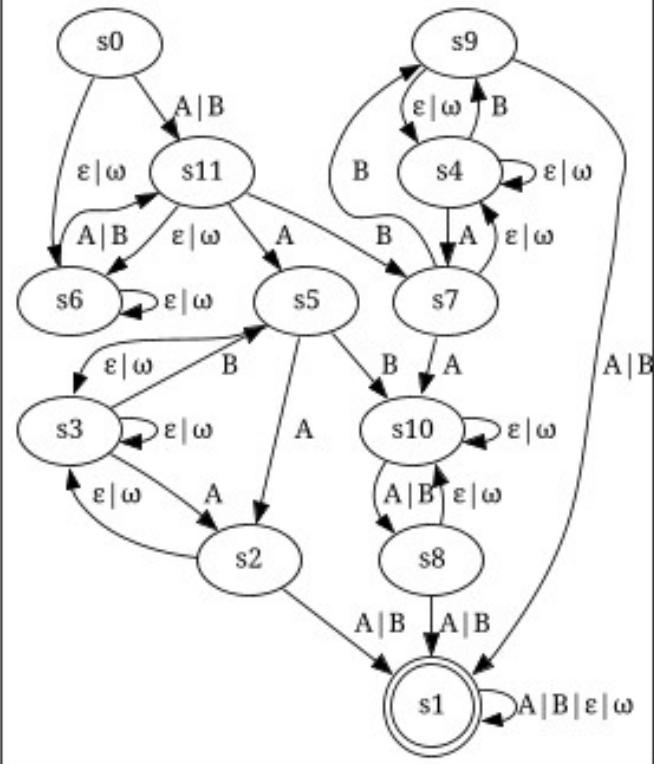 s0 s9
A|B ε|ω B
ε|ω s11 B s4 ε|ω
A|B ε|ω A B A ε|ω
s6 ε|ω s5 s7
ε|ω B B A A|B
s3 ε|ω A s10 ε|ω
ε|ω A A|B ε|ω
s2 s8
A|B A|B
s1 A|B|ε|ω